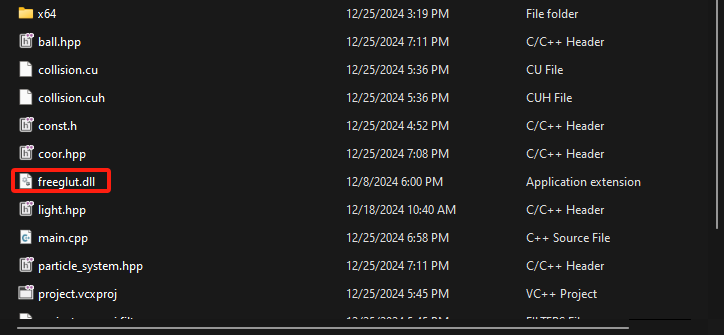 x64 12/25/2024 3:19 PM File folder
ball.hpp 12/25/2024 7:11 PM C/C++ Header
collision.cu 12/25/2024 5:36 PM CU File
collision.cuh 12/25/2024 5:36 PM CUH File
const.h 12/25/2024 4:52 PM C/C++ Header
coor.hpp 12/25/2024 7:08 PM C/C++ Header
freeglut.dll 12/8/2024 6:00 PM Application extension
light.hpp 12/18/2024 10:40 AM C/C++ Header
main.cpp 12/25/2024 6:58 PM C++ Source File
particle_system.hpp 12/25/2024 7:11 PM C/C++ Header
project.vcxproj 12/25/2024 5:45 PM VC++ Project